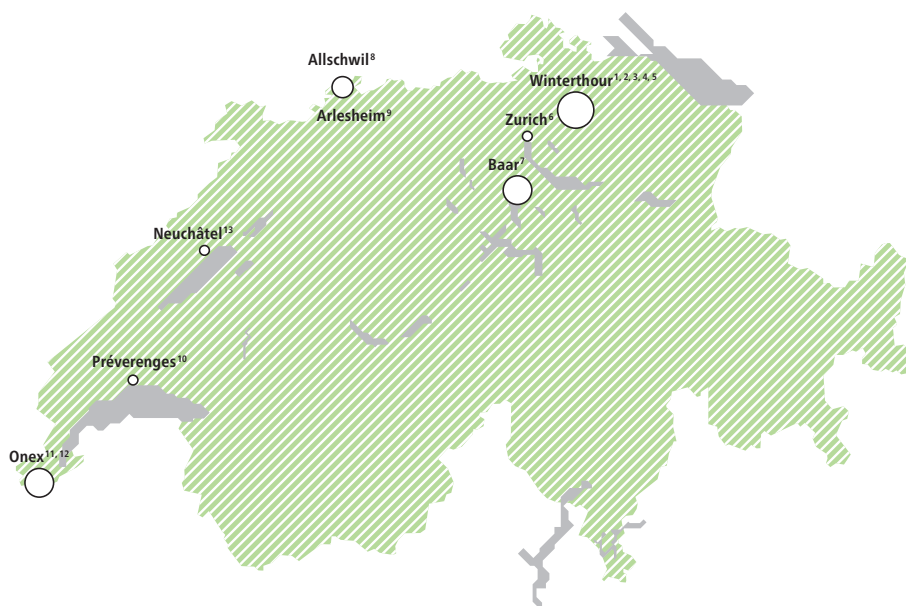 Allschwil⁸
Winterthour¹, ², ³, ⁴, ⁵
Arlesheim⁹
Zurich⁶
Baar⁷
Neuchâtel¹³
Préverenges¹⁰
Onex¹¹, ¹²